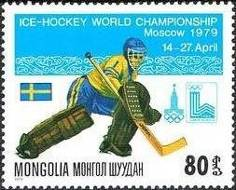 ICE-HOCKEY WORLD CHAMPIONSHIP
Moscow 1979
14-27. April
MONGOLIA МОНГОЛ ШУУДАН 80